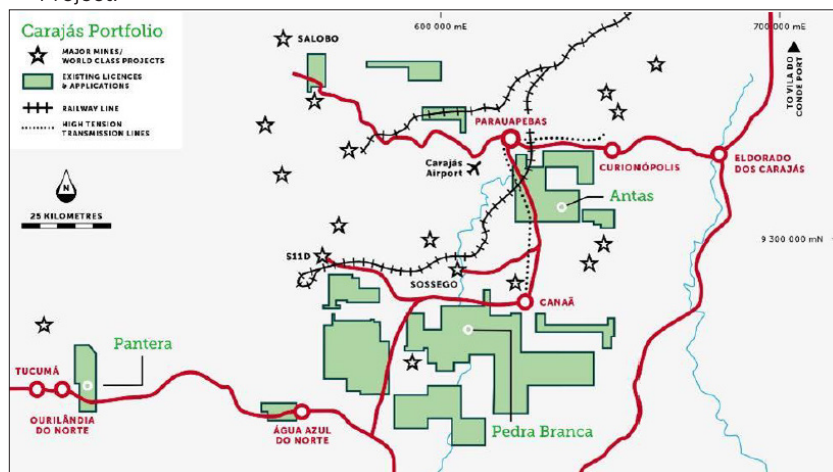 Project.
600 000 mE
700 000 mE
Carajás Portfolio
MAJOR MINES/
WORLD CLASS PROJECTS
EXISTING LICENCES
& APPLICATIONS
RAILWAY LINE
HIGH TENSION
TRANSMISSION LINES
N
25 KILOMETRES
SALOBO
TO VILA DO
CONDE PORT
PARAUAPEBAS
Carajás
Airport
CURIONÓPOLIS
ELDORADO
DOS CARAJÁS
Antas
9 300 000 mN
S11D
SOSSEGO
CANAÃ
Pantera
TUCUMÃ
OURILÂNDIA
DO NORTE
ÁGUA AZUL
DO NORTE
Pedra Branca